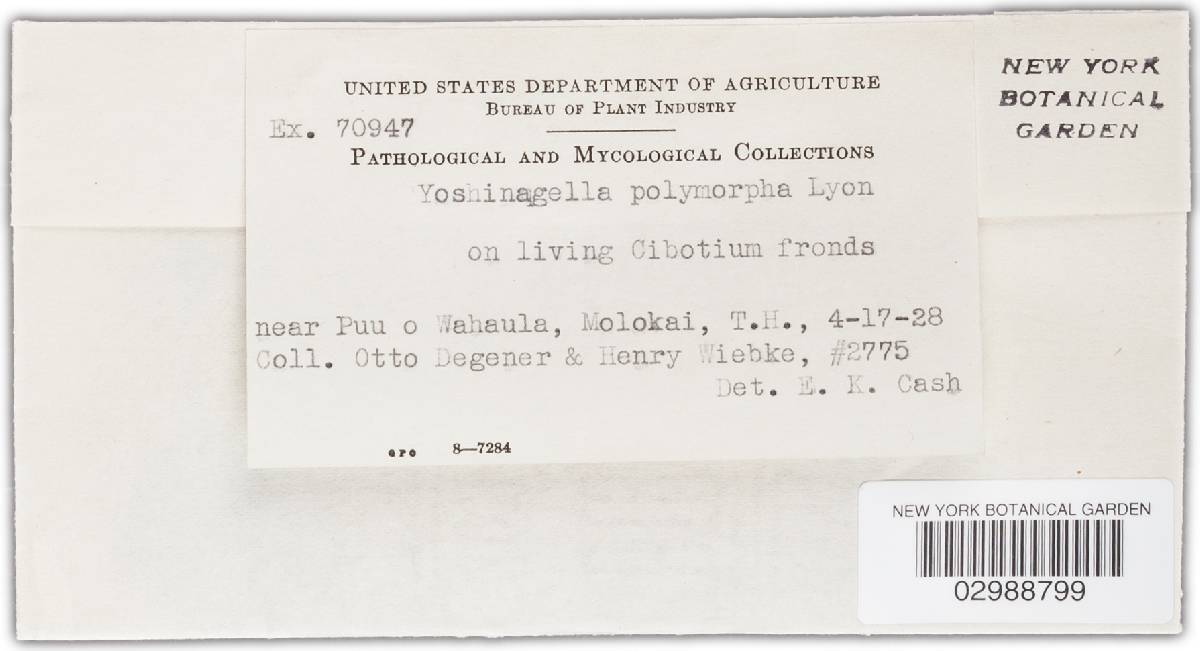 UNITED STATES DEPARTMENT OF AGRICULTURE
BUREAU OF PLANT INDUSTRY
Ex. 70947
PATHOLOGICAL AND MYCOLOGICAL COLLECTIONS
Yoshinagella polymorpha Lyon
on living Cibotium fronds
near Puu o Wahaula, Molokai, T.H., 4-17-28
Coll. Otto Degener & Henry Wiebke, #2775
Det. E. K. Cash
GPO 8—7284
NEW YORK
BOTANICAL
GARDEN
NEW YORK BOTANICAL GARDEN
02988799